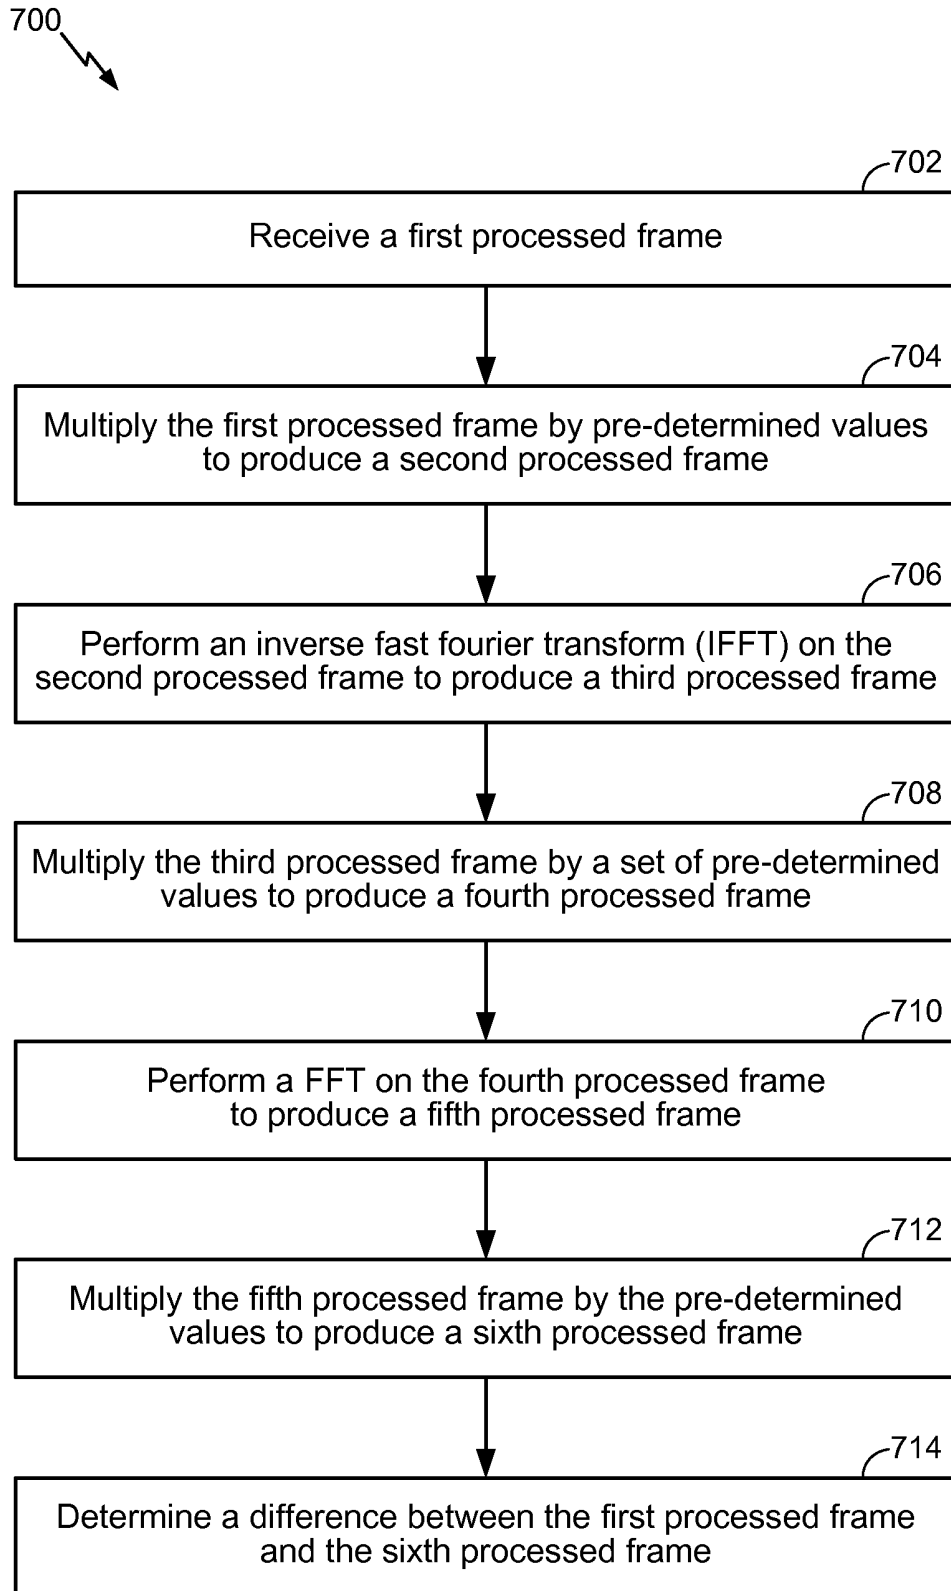 700
702
Receive a first processed frame
704
Multiply the first processed frame by pre-determined values
to produce a second processed frame
706
Perform an inverse fast fourier transform (IFFT) on the
second processed frame to produce a third processed frame
708
Multiply the third processed frame by a set of pre-determined
values to produce a fourth processed frame
710
Perform a FFT on the fourth processed frame
to produce a fifth processed frame
712
Multiply the fifth processed frame by the pre-determined
values to produce a sixth processed frame
714
Determine a difference between the first processed frame
and the sixth processed frame